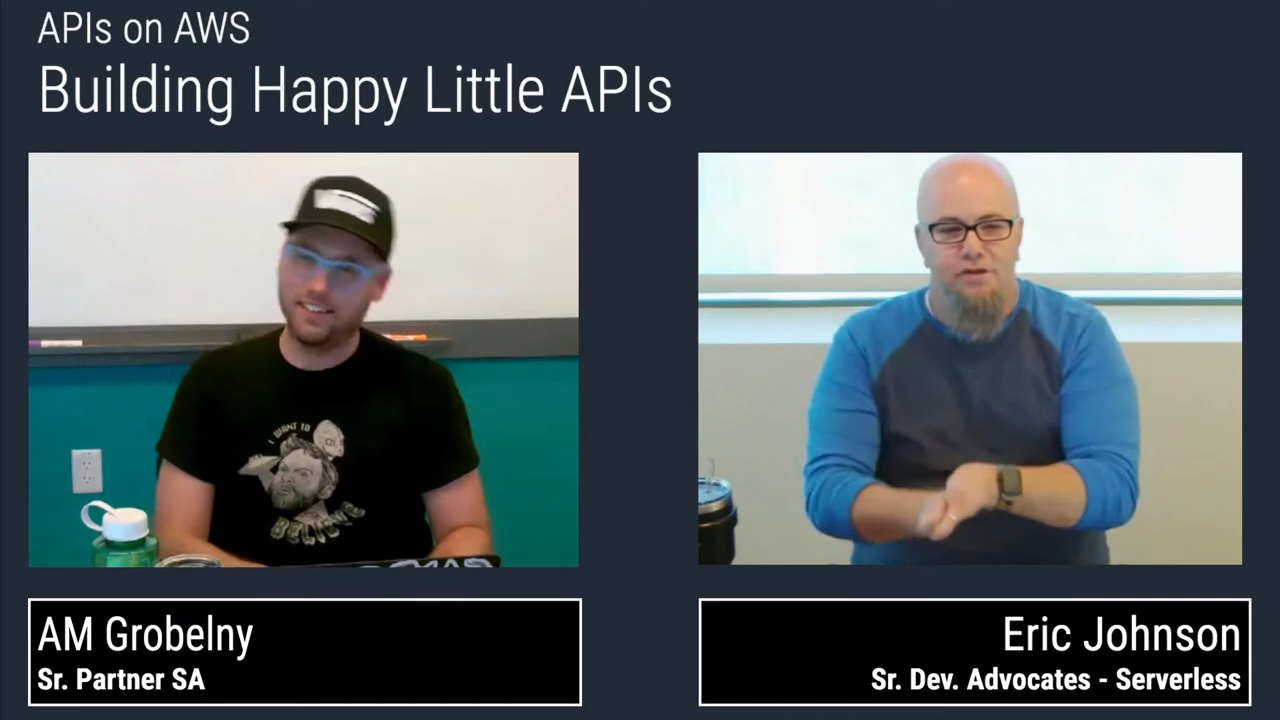 APIs on AWS
Building Happy Little APIs
I WANT TO
BELIEVE
AM Grobelny
Sr. Partner SA
Eric Johnson
Sr. Dev. Advocates - Serverless